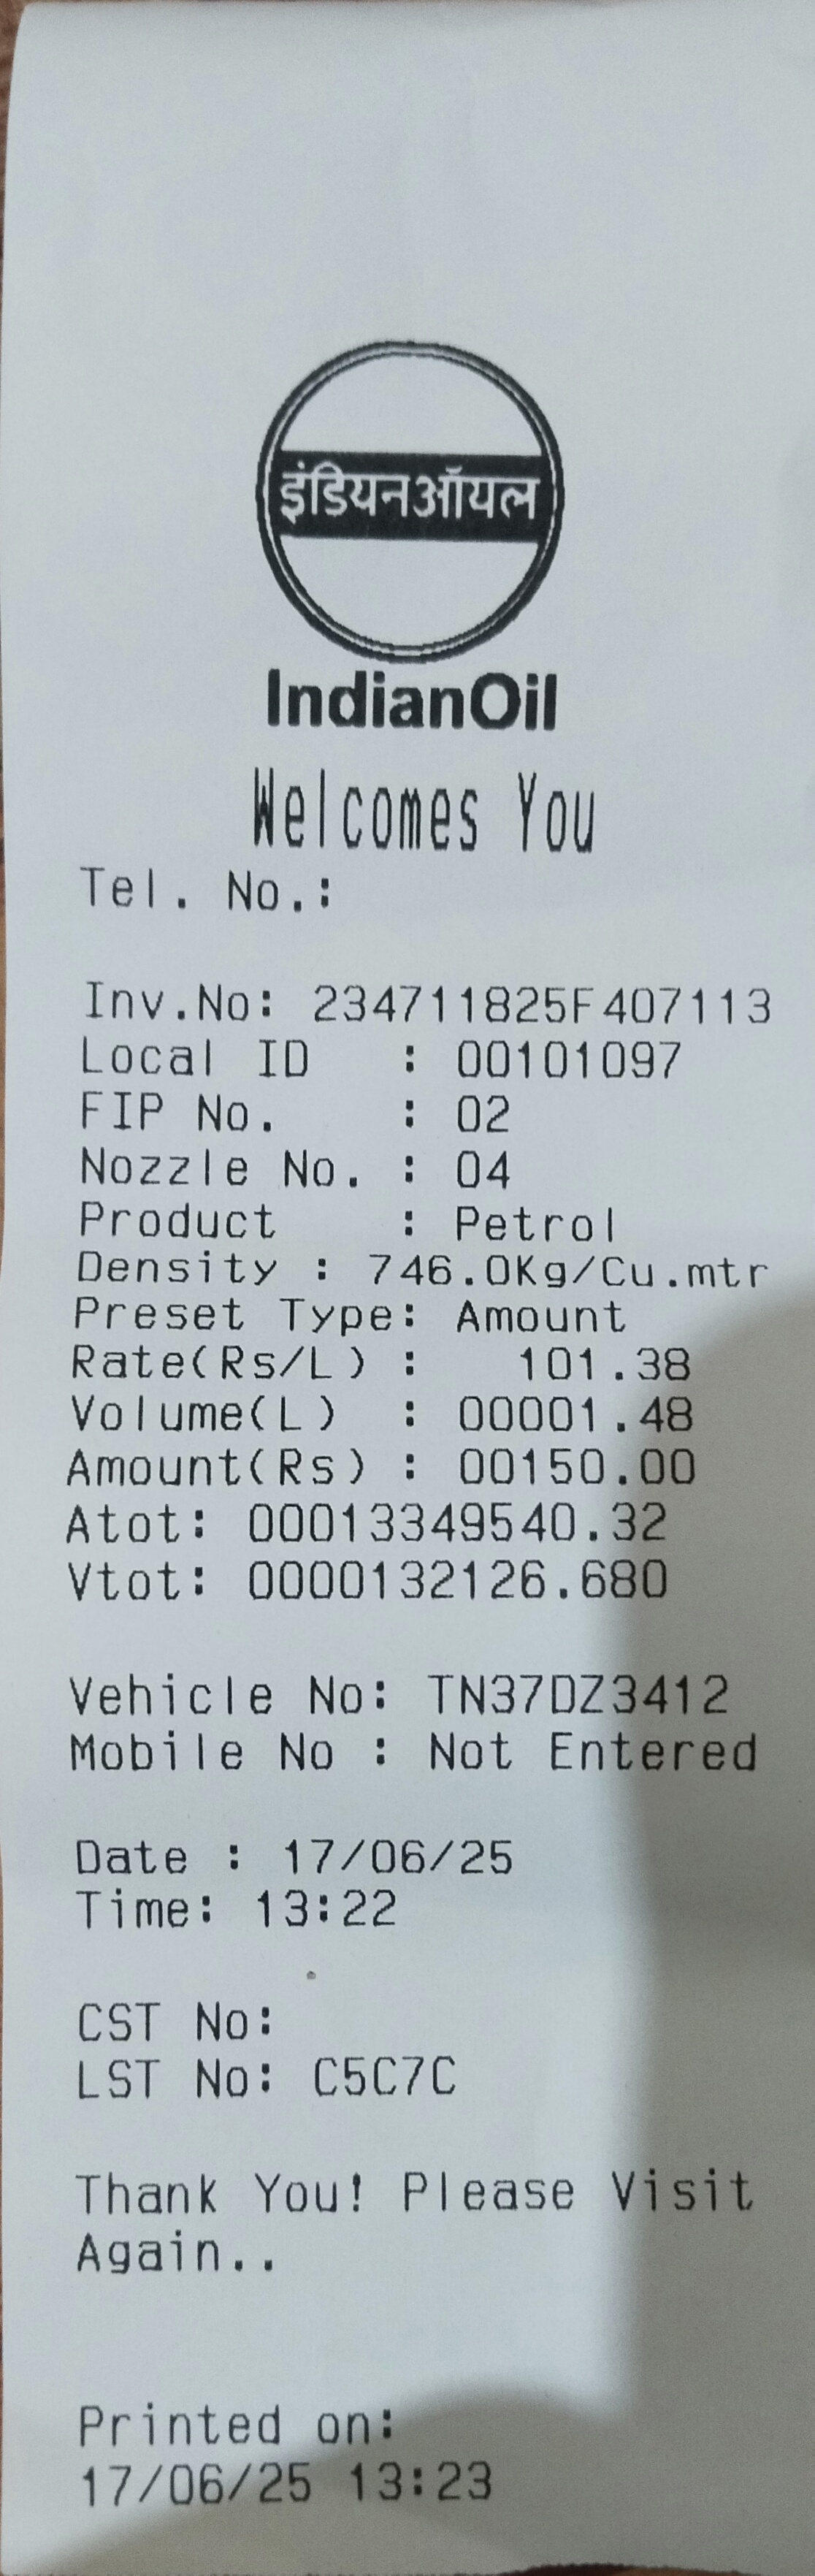 इंडियनऑयल
IndianOil
Welcomes You
Tel. No.:
Inv.No: 234711825F407113
Local ID : 00101097
FIP No. : 02
Nozzle No. : 04
Product : Petrol
Density : 746.0Kg/Cu.mtr
Preset Type: Amount
Rate(Rs/L) : 101.38
Volume(L) : 00001.48
Amount(Rs) : 00150.00
Atot: 00013349540.32
Vtot: 0000132126.680
Vehicle No: TN37DZ3412
Mobile No : Not Entered
Date : 17/06/25
Time: 13:22
CST No:
LST No: C5C7C
Thank You! Please Visit
Again..
Printed on:
17/06/25 13:23